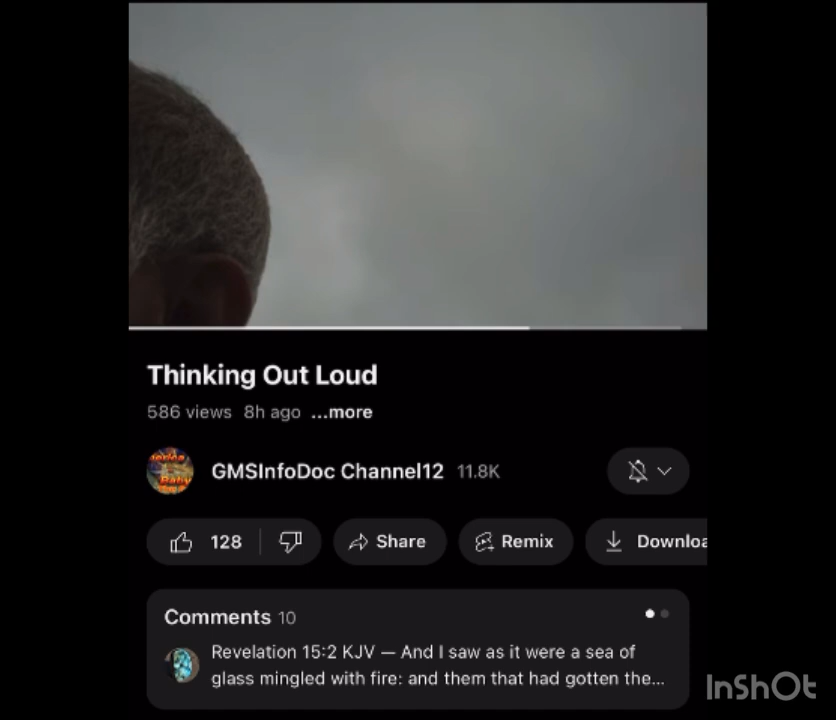 Thinking Out Loud
586 views 8h ago ...more
GMSInfoDoc Channel12 11.8K
128 Share Remix Downloa
Comments 10
Revelation 15:2 KJV — And I saw as it were a sea of
glass mingled with fire: and them that had gotten the...
InShOt